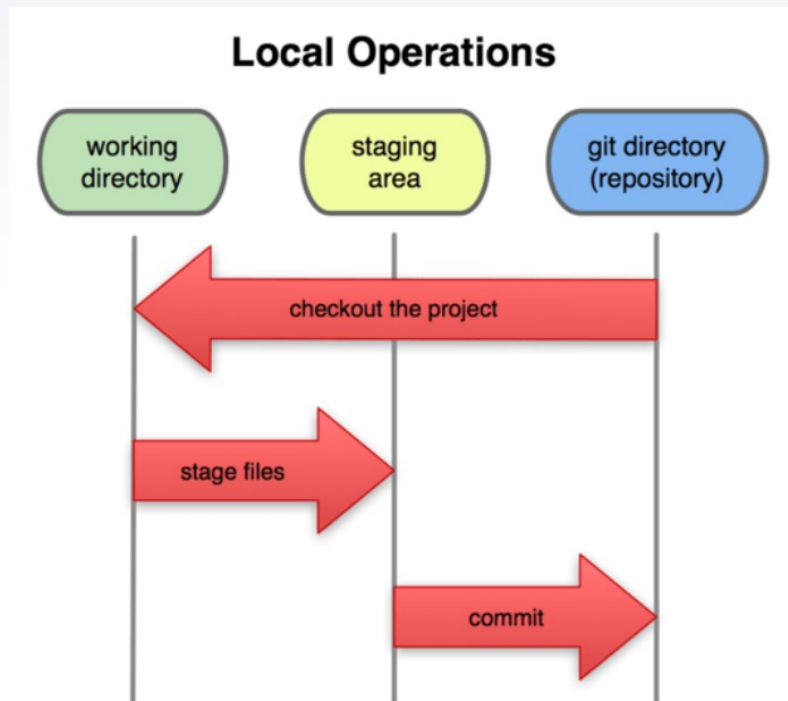 Local Operations
working
directory
staging
area
git directory
(repository)
checkout the project
stage files
commit